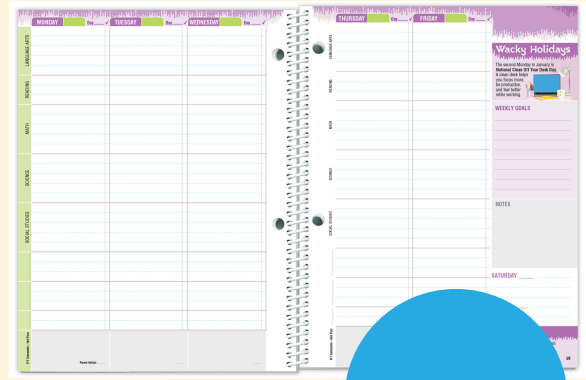 MONDAY Day ✓ TUESDAY Day ✓ WEDNESDAY Day ✓
LANGUAGE ARTS
READING
MATH
SCIENCE
SOCIAL STUDIES
Parent Initials
THURSDAY Day ✓ FRIDAY Day ✓
LANGUAGE ARTS
READING
MATH
SCIENCE
SOCIAL STUDIES
Wacky Holidays
The second Monday in January is
National Clean Off Your Desk Day.
A clean desk helps
you focus more,
be productive,
and feel better
while working.
WEEKLY GOALS
NOTES
SATURDAY